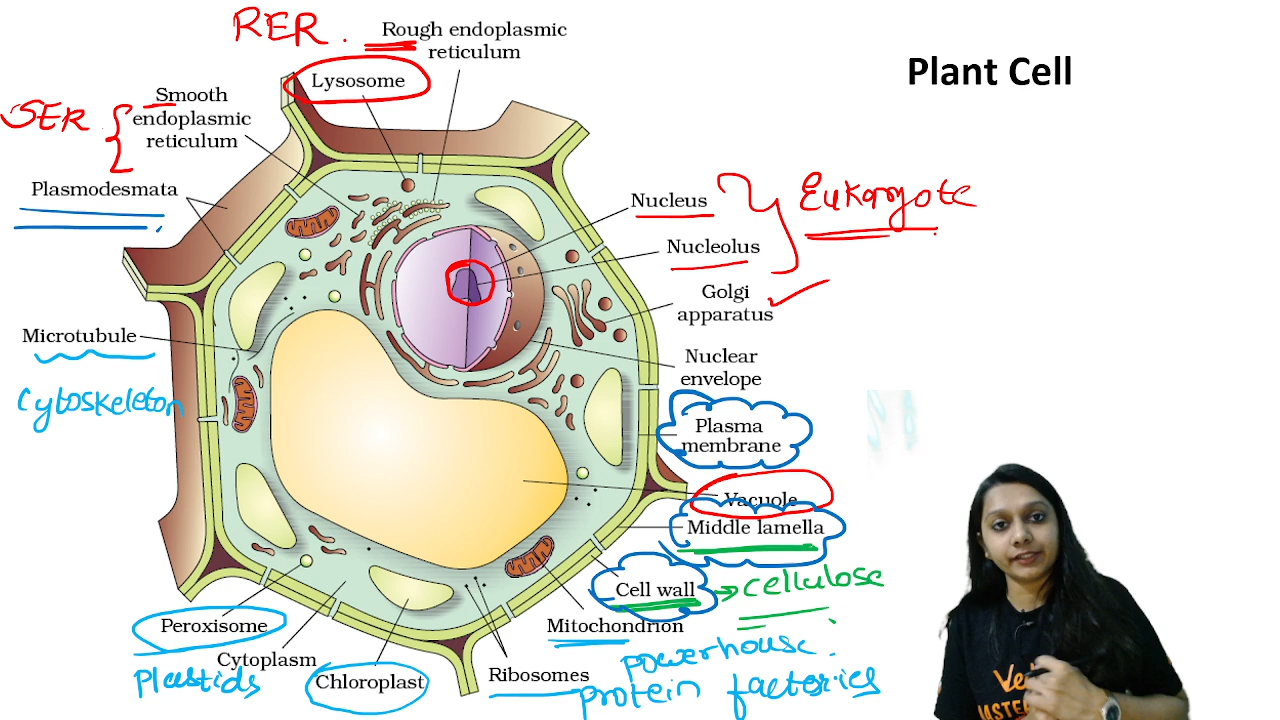 RER.
Rough endoplasmic
reticulum
Plant Cell
Lysosome
SER
Smooth
endoplasmic
reticulum
Plasmodesmata
Nucleus
Eukaryote
Nucleolus
Golgi
apparatus
Microtubule
Cytoskeleton
Nuclear
envelope
Plasma
membrane
Vacuole
Middle lamella
Cell wall
cellulose
Peroxisome
Mitochondrion
powerhouse.
Cytoplasm
Plastids
Chloroplast
Ribosomes
protein factories